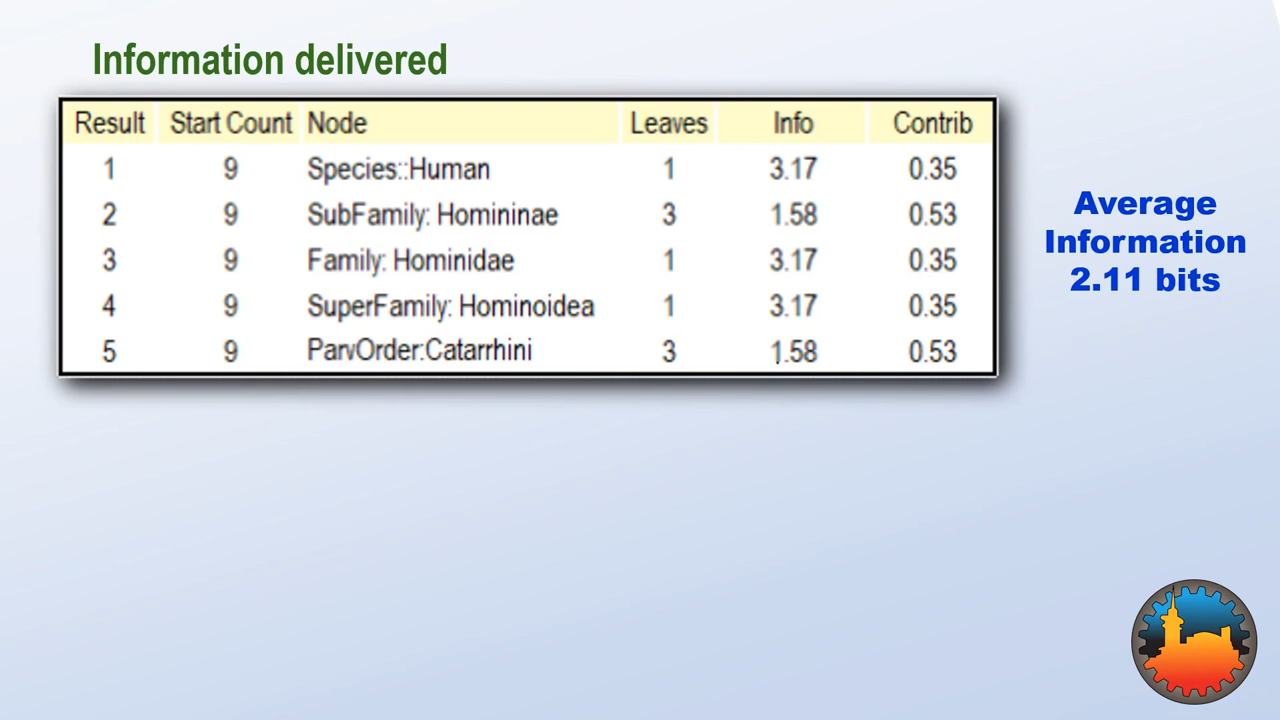 Information delivered
Result Start Count Node Leaves Info Contrib
1 9 Species::Human 1 3.17 0.35
2 9 SubFamily: Homininae 3 1.58 0.53
3 9 Family: Hominidae 1 3.17 0.35
4 9 SuperFamily: Hominoidea 1 3.17 0.35
5 9 ParvOrder:Catarrhini 3 1.58 0.53
Average
Information
2.11 bits